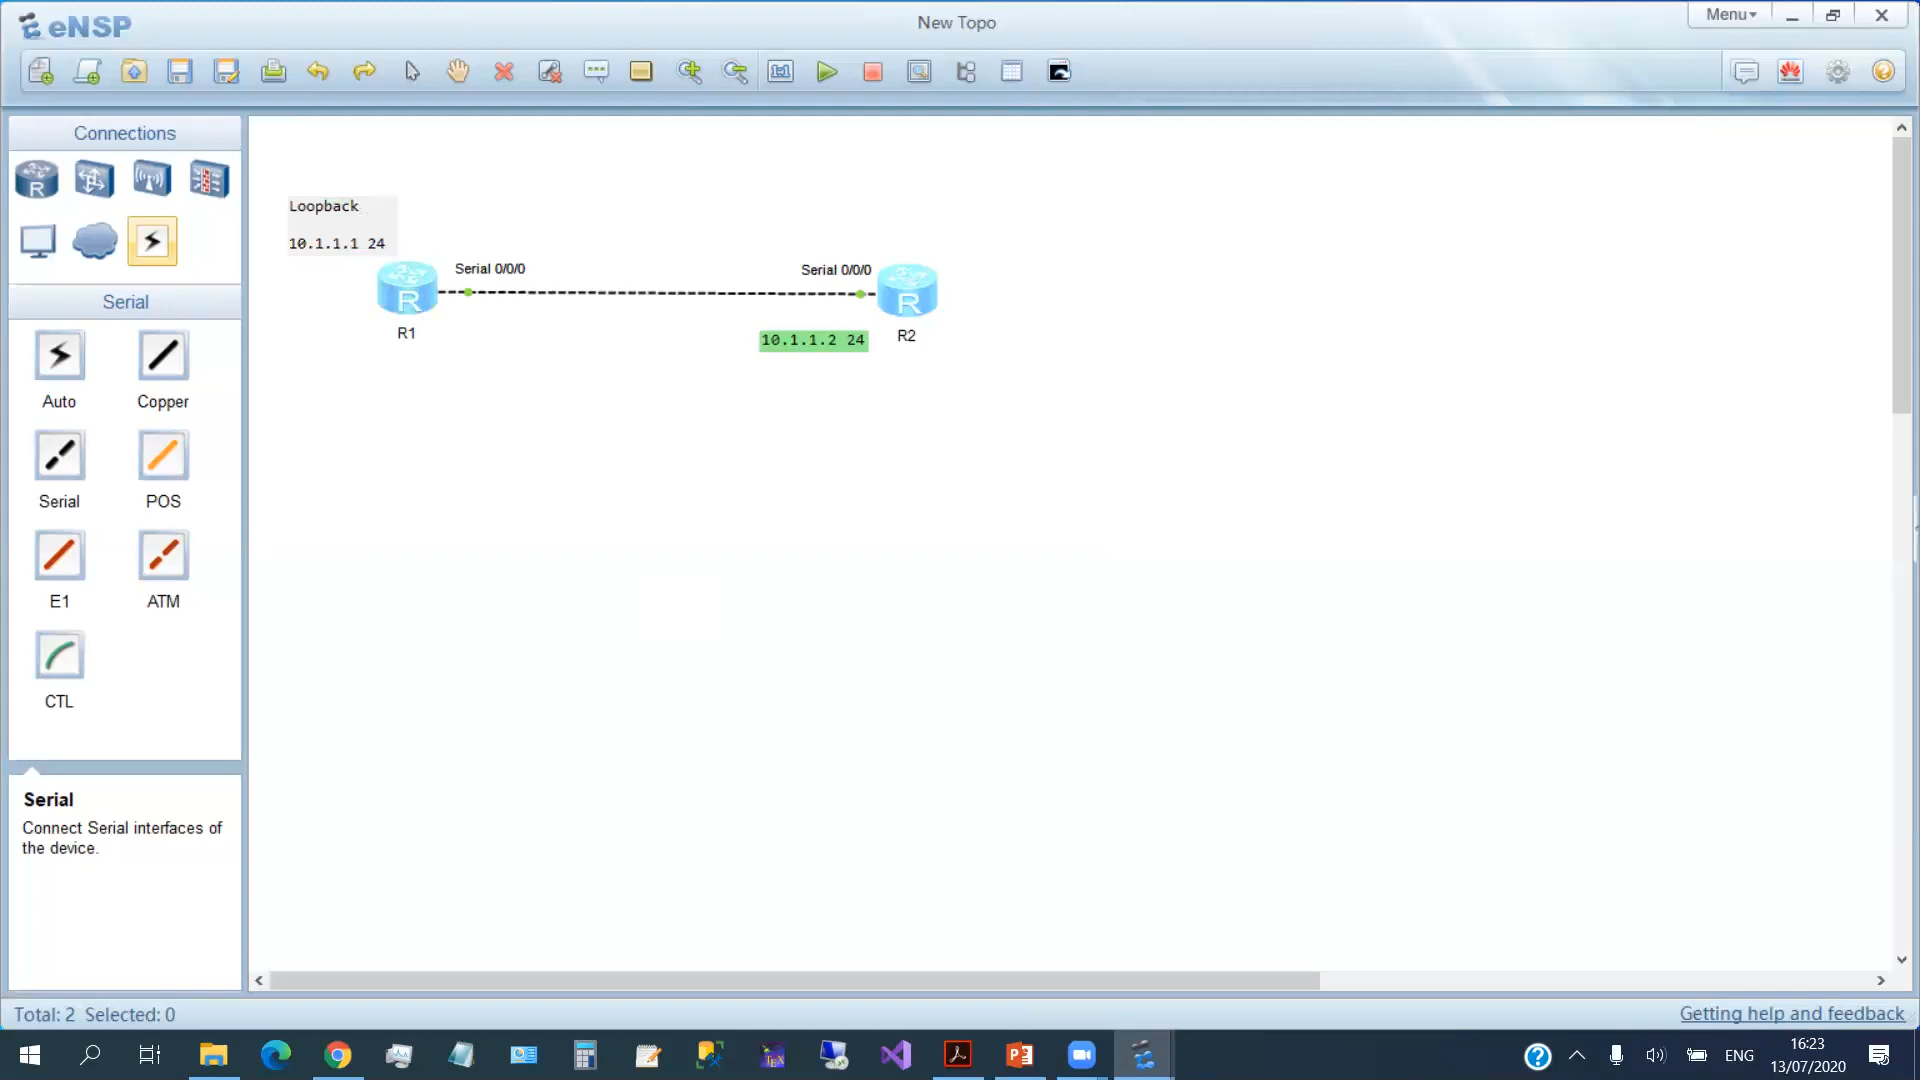 eNSP
New Topo
Menu
Connections
Loopback
10.1.1.1 24
Serial 0/0/0
Serial 0/0/0
R
R
R1
10.1.1.2 24
R2
R
Serial
Auto
Copper
Serial
POS
E1
ATM
CTL
Serial
Connect Serial interfaces of
the device.
Total: 2 Selected: 0
Getting help and feedback
ENG
16:23
13/07/2020